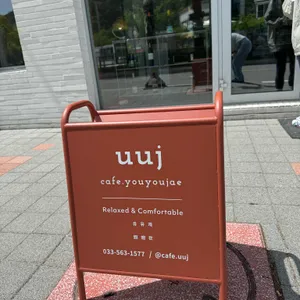 uuj
cafe.youyoujae
Relaxed & Comfortable
033-563-1577 / @cafe.uuj